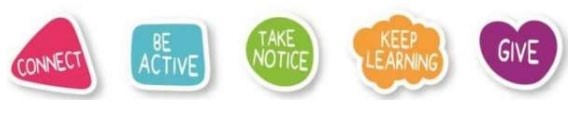 CONNECT
BE
ACTIVE
TAKE
NOTICE
KEEP
LEARNING
GIVE